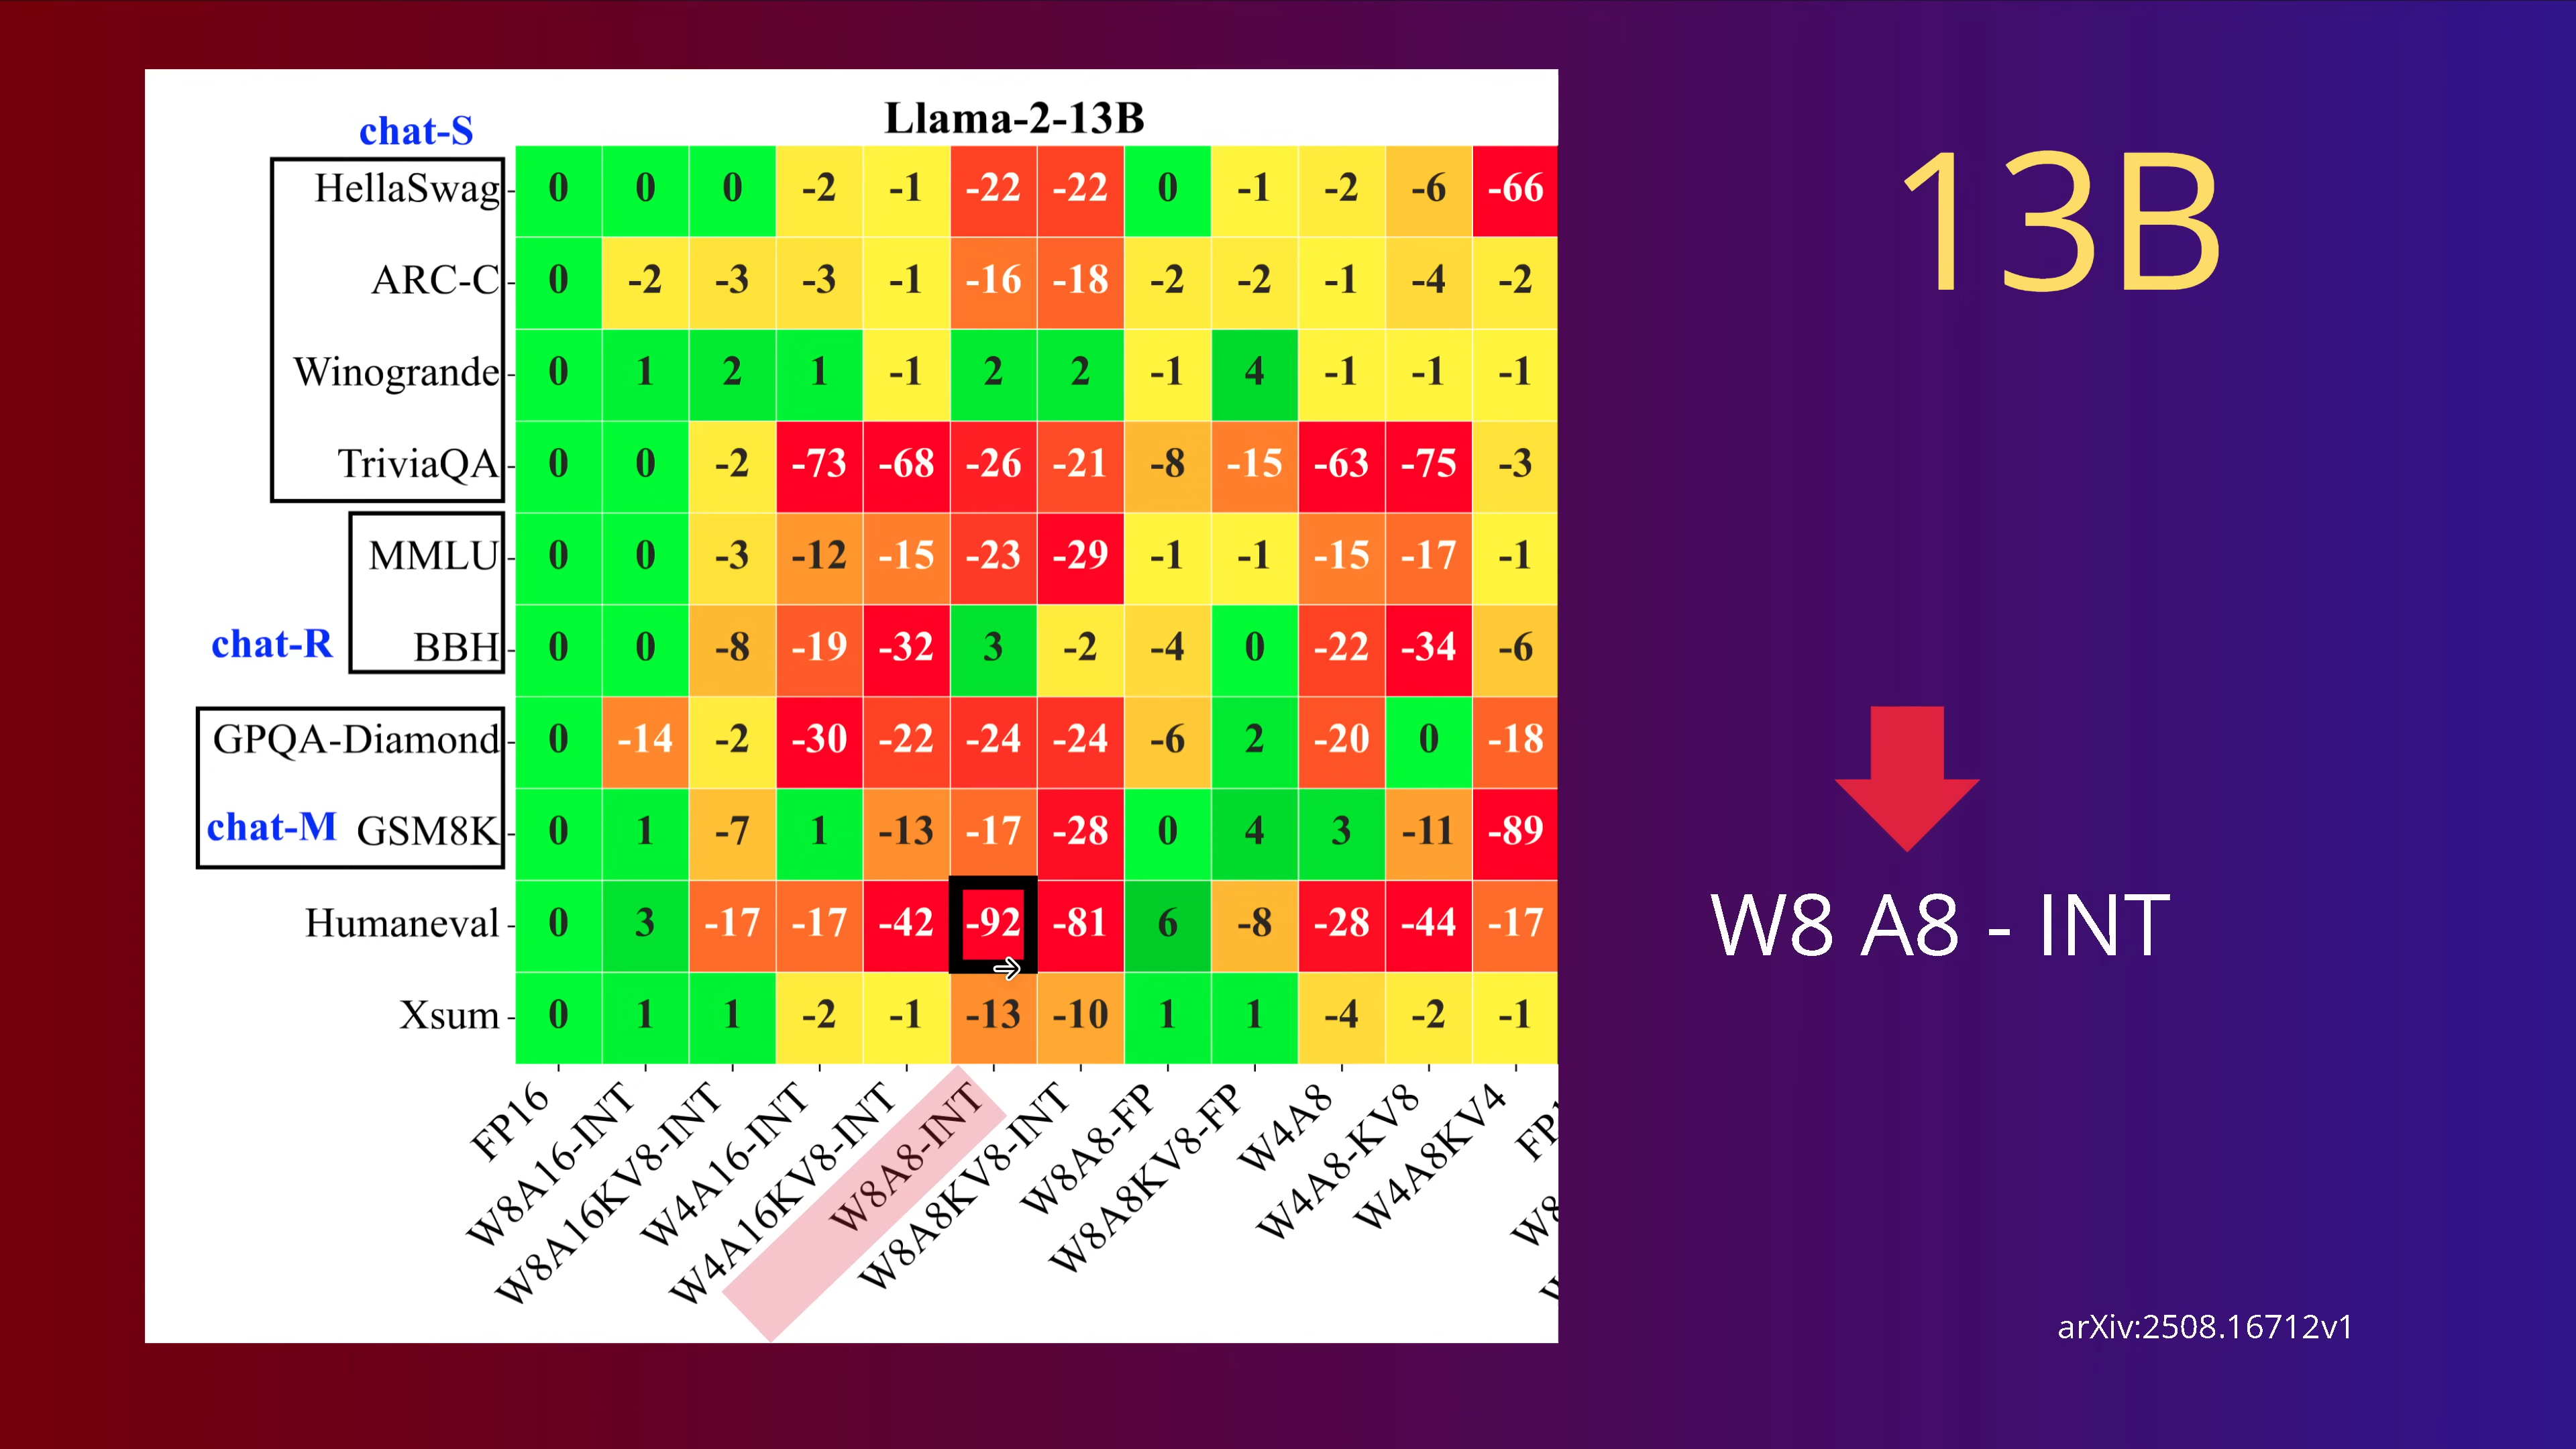 Llama-2-13B
chat-S
HellaSwag 0 0 0 -2 -1 -22 -22 0 -1 -2 -6 -66
ARC-C 0 -2 -3 -3 -1 -16 -18 -2 -2 -1 -4 -2
Winogrande 0 1 2 1 -1 2 2 -1 4 -1 -1 -1
TriviaQA 0 0 -2 -73 -68 -26 -21 -8 -15 -63 -75 -3
MMLU 0 0 -3 -12 -15 -23 -29 -1 -1 -15 -17 -1
chat-R BBH 0 0 -8 -19 -32 3 -2 -4 0 -22 -34 -6
GPQA-Diamond 0 -14 -2 -30 -22 -24 -24 -6 2 -20 0 -18
chat-M GSM8K 0 1 -7 1 -13 -17 -28 0 4 3 -11 -89
Humaneval 0 3 -17 -17 -42 -92 -81 6 -8 -28 -44 -17
Xsum 0 1 1 -2 -1 -13 -10 1 1 -4 -2 -1
FP16
W8A16-INT
W8A16KV8-INT
W4A16-INT
W4A16KV8-INT
W8A8-INT
W8A8KV8-INT
W8A8-FP
W8A8KV8-FP
W4A8
W4A8-KV8
W4A8KV4
13B
W8 A8 - INT
arXiv:2508.16712v1